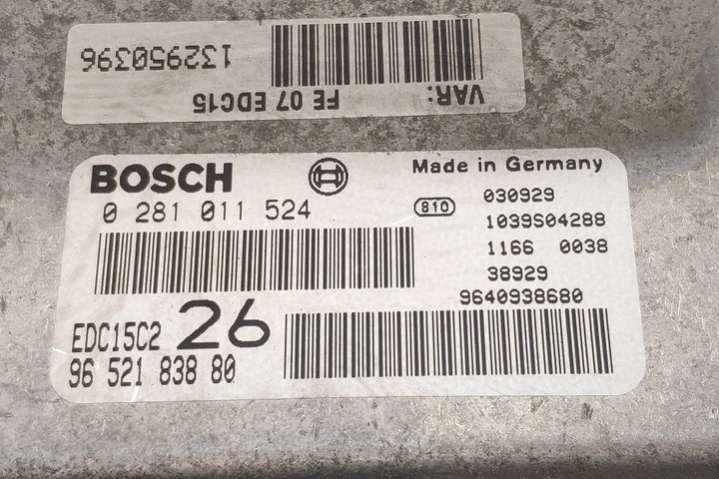 VAR: FE 07 EDC15
132950396
BOSCH
Made in Germany
0 281 011 524
810
030929
1039S04288
1166 0038
38929
9640938680
EDC15C2 26
96 521 838 80